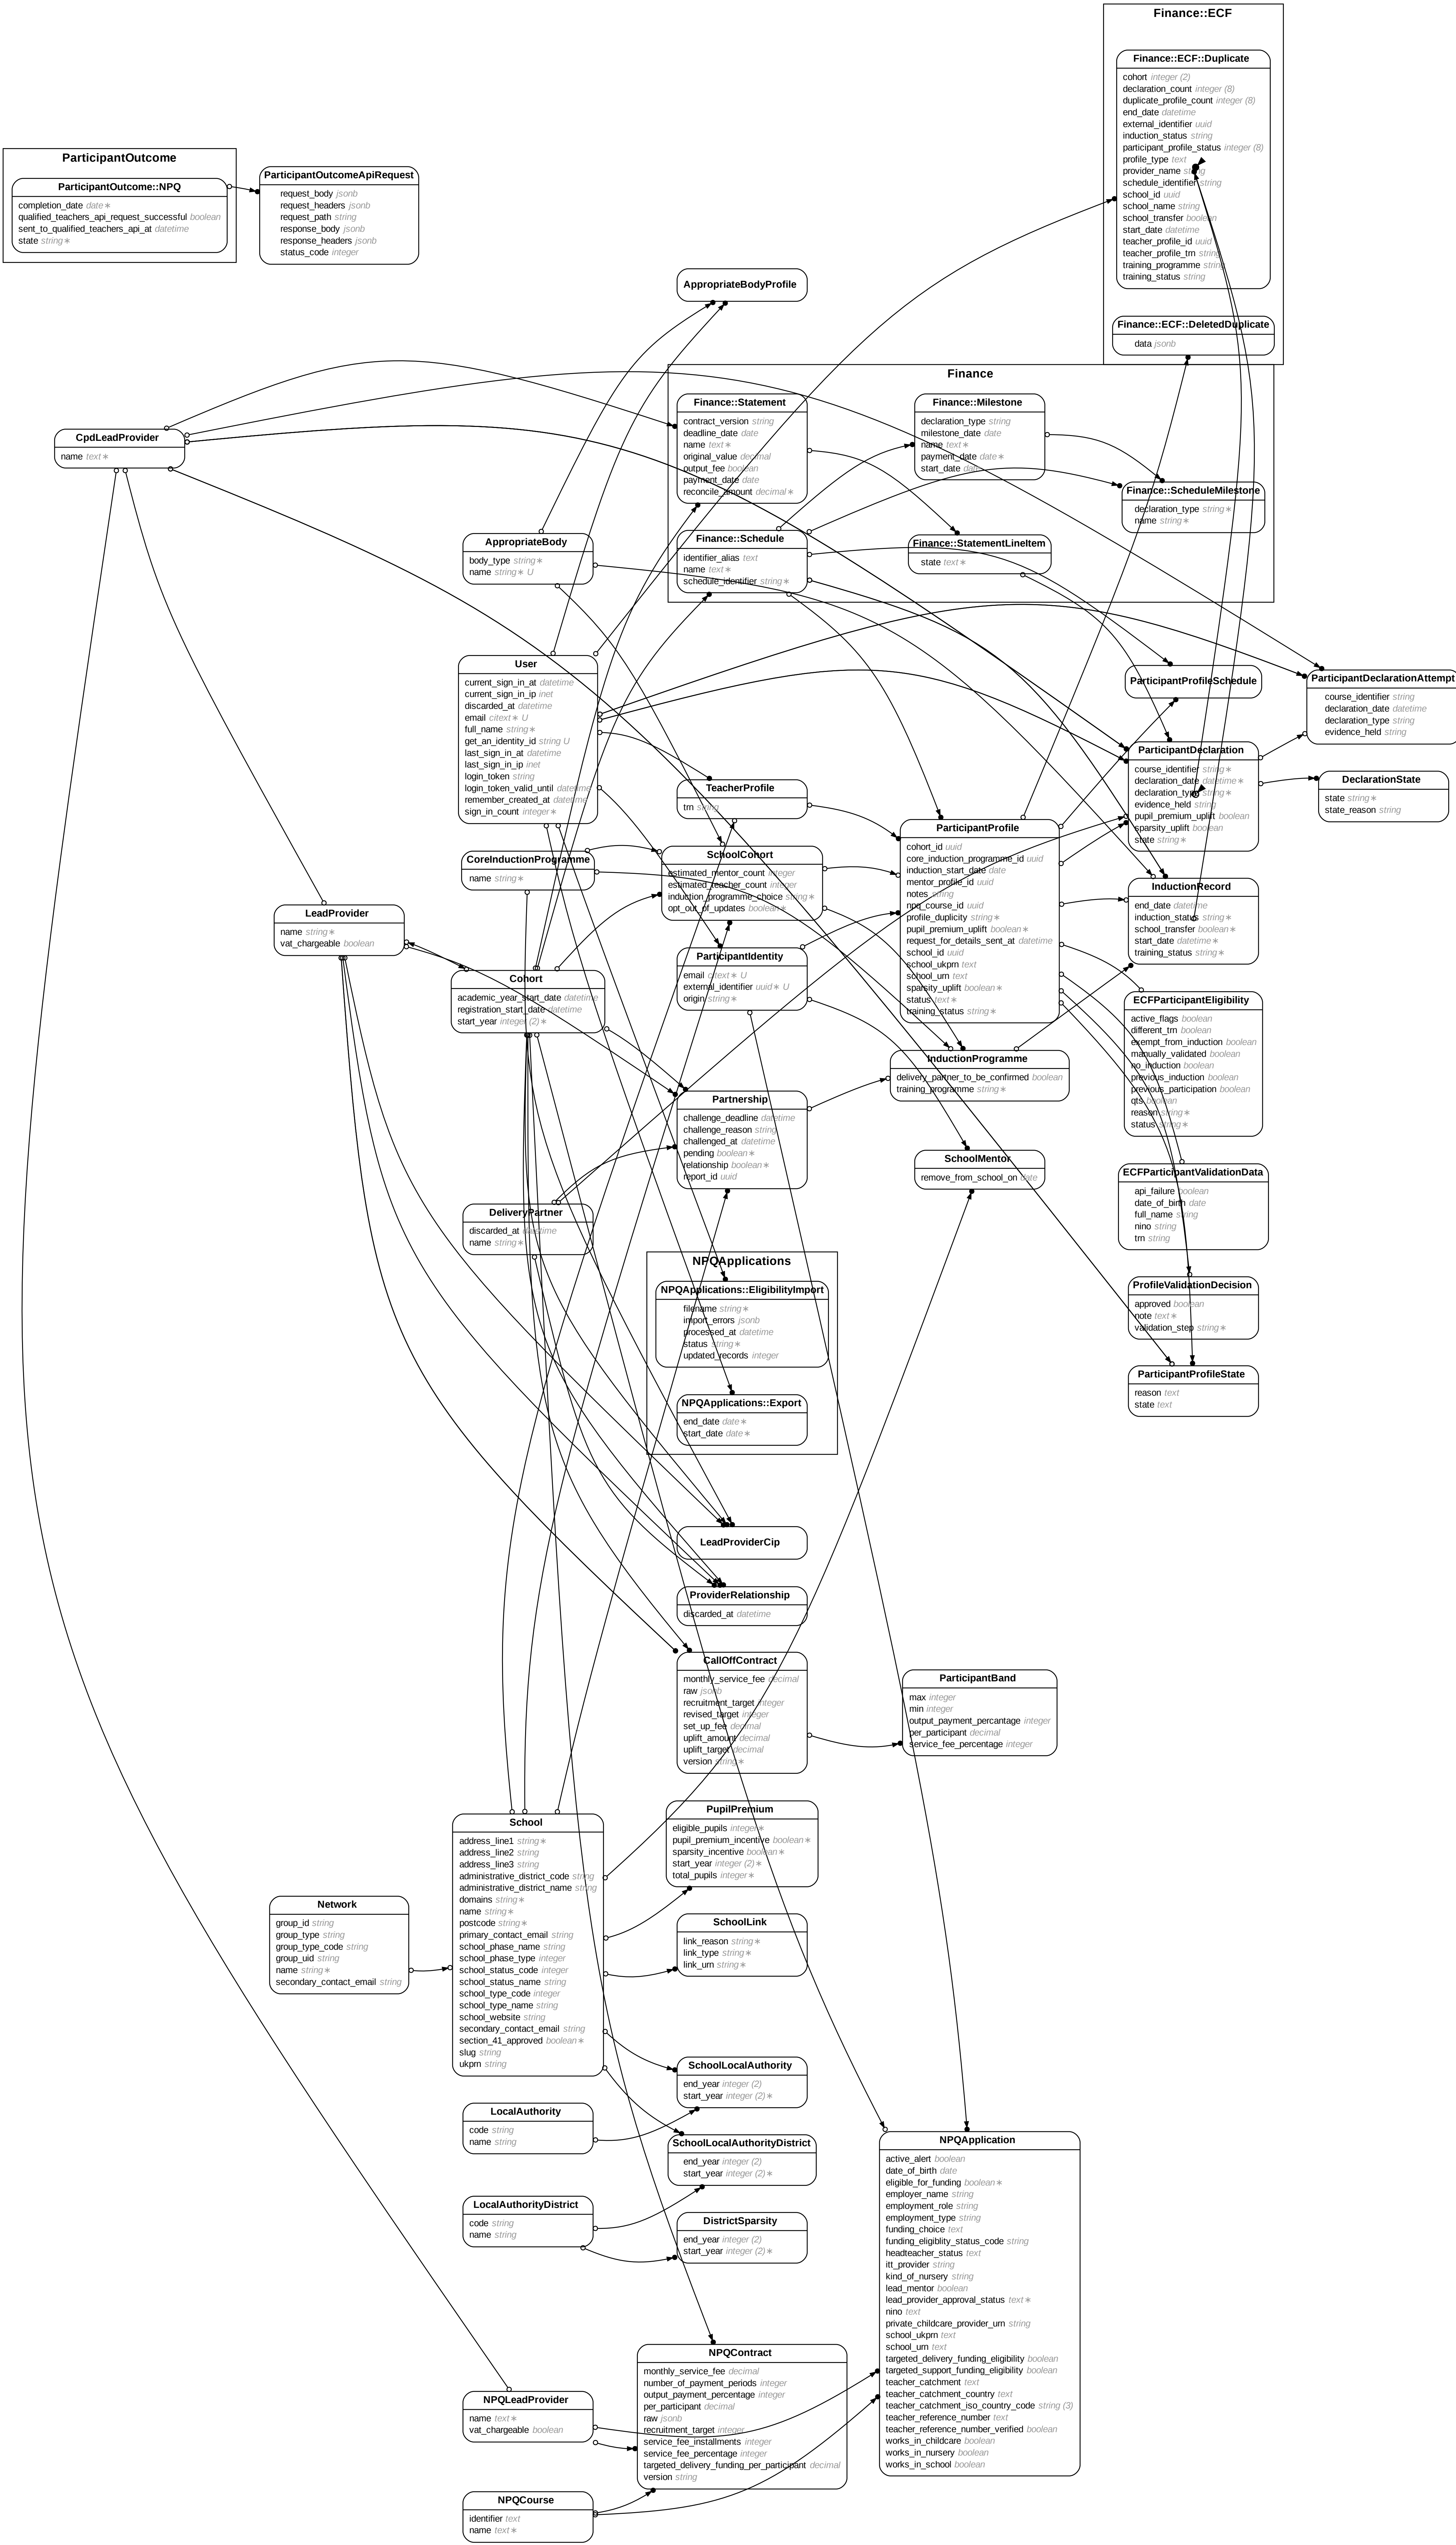 Finance::ECF
Finance::ECF::Duplicate
cohort integer (2)
declaration_count integer (8)
duplicate_profile_count integer (8)
end_date datetime
external_identifier uuid
induction_status string
participant_profile_status integer (8)
profile_type text
provider_name string
schedule_identifier string
school_id uuid
school_name string
school_transfer boolean
start_date datetime
teacher_profile_id uuid
teacher_profile_trn string
training_programme string
training_status string
Finance::ECF::DeletedDuplicate
data jsonb
ParticipantOutcome
ParticipantOutcome::NPQ
completion_date date ∗
qualified_teachers_api_request_successful boolean
sent_to_qualified_teachers_api_at datetime
state string ∗
ParticipantOutcomeApiRequest
request_body jsonb
request_headers jsonb
request_path string
response_body jsonb
response_headers jsonb
status_code integer
AppropriateBodyProfile
Finance
Finance::Statement
contract_version string
deadline_date date
name text ∗
original_value decimal
output_fee boolean
payment_date date
reconcile_amount decimal ∗
Finance::Milestone
declaration_type string
milestone_date date
name text ∗
payment_date date ∗
start_date date
Finance::ScheduleMilestone
declaration_type string ∗
name string ∗
Finance::Schedule
identifier_alias text
name text ∗
schedule_identifier string ∗
Finance::StatementLineItem
state text ∗
CpdLeadProvider
name text ∗
AppropriateBody
body_type string ∗
name string ∗ U
User
current_sign_in_at datetime
current_sign_in_ip inet
discarded_at datetime
email citext ∗ U
full_name string ∗
get_an_identity_id string U
last_sign_in_at datetime
last_sign_in_ip inet
login_token string
login_token_valid_until datetime
remember_created_at datetime
sign_in_count integer ∗
ParticipantProfileSchedule
ParticipantDeclarationAttempt
course_identifier string
declaration_date datetime
declaration_type string
evidence_held string
ParticipantDeclaration
course_identifier string ∗
declaration_date datetime ∗
declaration_type string ∗
evidence_held string
pupil_premium_uplift boolean
sparsity_uplift boolean
state string ∗
DeclarationState
state string ∗
state_reason string
TeacherProfile
trn string
CoreInductionProgramme
name string ∗
SchoolCohort
estimated_mentor_count integer
estimated_teacher_count integer
induction_programme_choice string ∗
opt_out_of_updates boolean ∗
ParticipantProfile
cohort_id uuid
core_induction_programme_id uuid
induction_start_date date
mentor_profile_id uuid
notes string
npq_course_id uuid
profile_duplicity string ∗
pupil_premium_uplift boolean ∗
request_for_details_sent_at datetime
school_id uuid
school_ukprn text
school_urn text
sparsity_uplift boolean ∗
status text ∗
training_status string ∗
InductionRecord
end_date datetime
induction_status string ∗
school_transfer boolean ∗
start_date datetime ∗
training_status string ∗
LeadProvider
name string ∗
vat_chargeable boolean
Cohort
academic_year_start_date datetime
registration_start_date datetime
start_year integer (2) ∗
ParticipantIdentity
email citext ∗ U
external_identifier uuid ∗ U
origin string ∗
ECFParticipantEligibility
active_flags boolean
different_trn boolean
exempt_from_induction boolean
manually_validated boolean
no_induction boolean
previous_induction boolean
previous_participation boolean
qts boolean
reason string ∗
status string ∗
InductionProgramme
delivery_partner_to_be_confirmed boolean
training_programme string ∗
Partnership
challenge_deadline datetime
challenge_reason string
challenged_at datetime
pending boolean ∗
relationship boolean ∗
report_id uuid
SchoolMentor
remove_from_school_on date
ECFParticipantValidationData
api_failure boolean
date_of_birth date
full_name string
nino string
trn string
DeliveryPartner
discarded_at datetime
name string ∗
NPQApplications
NPQApplications::EligibilityImport
filename string ∗
import_errors jsonb
processed_at datetime
status string ∗
updated_records integer
NPQApplications::Export
end_date date ∗
start_date date ∗
ProfileValidationDecision
approved boolean
note text ∗
validation_step string ∗
ParticipantProfileState
reason text
state text
LeadProviderCip
ProviderRelationship
discarded_at datetime
CallOffContract
monthly_service_fee decimal
raw jsonb
recruitment_target integer
revised_target integer
set_up_fee decimal
uplift_amount decimal
uplift_target decimal
version string ∗
ParticipantBand
max integer
min integer
output_payment_percantage integer
per_participant decimal
service_fee_percentage integer
School
address_line1 string ∗
address_line2 string
address_line3 string
administrative_district_code string
administrative_district_name string
domains string ∗
name string ∗
postcode string ∗
primary_contact_email string
school_phase_name string
school_phase_type integer
school_status_code integer
school_status_name string
school_type_code integer
school_type_name string
school_website string
secondary_contact_email string
section_41_approved boolean ∗
slug string
ukprn string
PupilPremium
eligible_pupils integer ∗
pupil_premium_incentive boolean ∗
sparsity_incentive boolean ∗
start_year integer (2) ∗
total_pupils integer ∗
Network
group_id string
group_type string
group_type_code string
group_uid string
name string ∗
secondary_contact_email string
SchoolLink
link_reason string ∗
link_type string ∗
link_urn string ∗
SchoolLocalAuthority
end_year integer (2)
start_year integer (2) ∗
LocalAuthority
code string
name string
SchoolLocalAuthorityDistrict
end_year integer (2)
start_year integer (2) ∗
LocalAuthorityDistrict
code string
name string
DistrictSparsity
end_year integer (2)
start_year integer (2) ∗
NPQApplication
active_alert boolean
date_of_birth date
eligible_for_funding boolean ∗
employer_name string
employment_role string
employment_type string
funding_choice text
funding_eligiblity_status_code string
headteacher_status text
itt_provider string
kind_of_nursery string
lead_mentor boolean
lead_provider_approval_status text ∗
nino text
private_childcare_provider_urn string
school_ukprn text
school_urn text
targeted_delivery_funding_eligibility boolean
targeted_support_funding_eligibility boolean
teacher_catchment text
teacher_catchment_country text
teacher_catchment_iso_country_code string (3)
teacher_reference_number text
teacher_reference_number_verified boolean
works_in_childcare boolean
works_in_nursery boolean
works_in_school boolean
NPQContract
monthly_service_fee decimal
number_of_payment_periods integer
output_payment_percentage integer
per_participant decimal
raw jsonb
recruitment_target integer
service_fee_installments integer
service_fee_percentage integer
targeted_delivery_funding_per_participant decimal
version string
NPQLeadProvider
name text ∗
vat_chargeable boolean
NPQCourse
identifier text
name text ∗